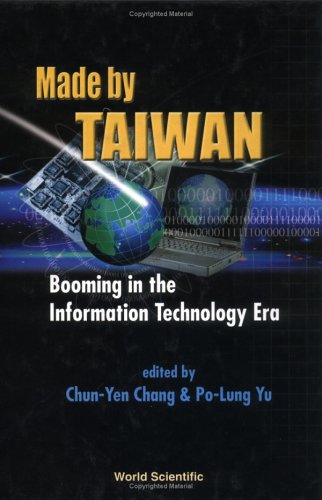 Made by
TAIWAN
Booming in the
Information Technology Era
edited by
Chun-Yen Chang & Po-Lung Yu
World Scientific